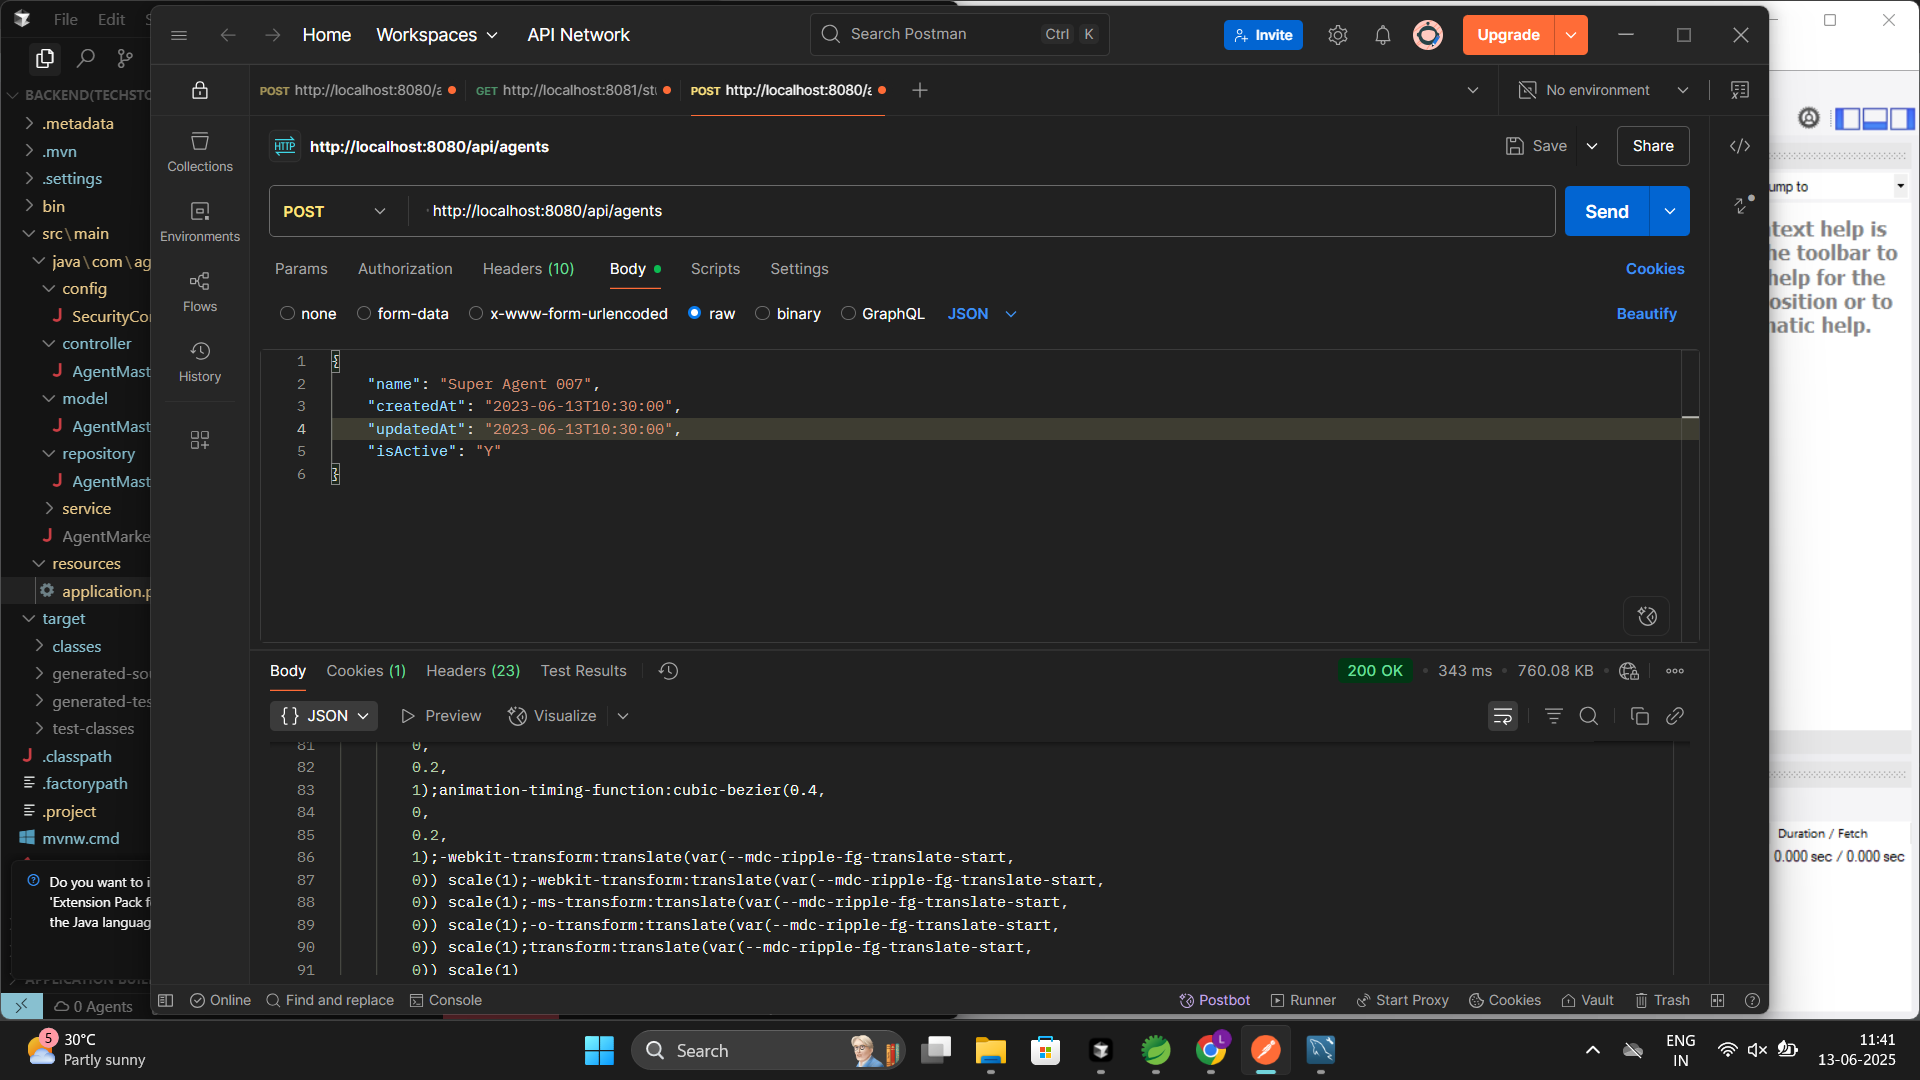 File Edit S
Home Workspaces API Network Search Postman Ctrl K Invite Upgrade
BACKEND(TECHSTC
.metadata
.mvn
.settings
bin
src\main
java\com\ag
config
SecurityCon
controller
AgentMast
model
AgentMast
repository
AgentMast
service
AgentMarke
resources
application.p
target
classes
generated-sou
generated-tes
test-classes
.classpath
.factorypath
.project
mvnw.cmd
Do you want to i
'Extension Pack f
the Java languag
APPLICATION BUIL
0 Agents
Collections
Environments
Flows
History
POST http://localhost:8080/a GET http://localhost:8081/stu POST http://localhost:8080/a No environment
HTTP http://localhost:8080/api/agents Save Share
POST http://localhost:8080/api/agents Send
Params Authorization Headers (10) Body Scripts Settings Cookies
none form-data x-www-form-urlencoded raw binary GraphQL JSON Beautify
1 {
2 "name": "Super Agent 007",
3 "createdAt": "2023-06-13T10:30:00",
4 "updatedAt": "2023-06-13T10:30:00",
5 "isActive": "Y"
6 }
Body Cookies (1) Headers (23) Test Results 200 OK • 343 ms • 760.08 KB
{} JSON Preview Visualize
81 0,
82 0.2,
83 1);animation-timing-function:cubic-bezier(0.4,
84 0,
85 0.2,
86 1);-webkit-transform:translate(var(--mdc-ripple-fg-translate-start,
87 0)) scale(1);-webkit-transform:translate(var(--mdc-ripple-fg-translate-start,
88 0)) scale(1);-ms-transform:translate(var(--mdc-ripple-fg-translate-start,
89 0)) scale(1);-o-transform:translate(var(--mdc-ripple-fg-translate-start,
90 0)) scale(1);transform:translate(var(--mdc-ripple-fg-translate-start,
91 0)) scale(1)
Online Find and replace Console Postbot Runner Start Proxy Cookies Vault Trash
ump to
text help is
he toolbar to
help for the
osition or to
matic help.
Duration / Fetch
0.000 sec / 0.000 sec
5 30°C
Partly sunny
Search
L
ENG
IN
11:41
13-06-2025